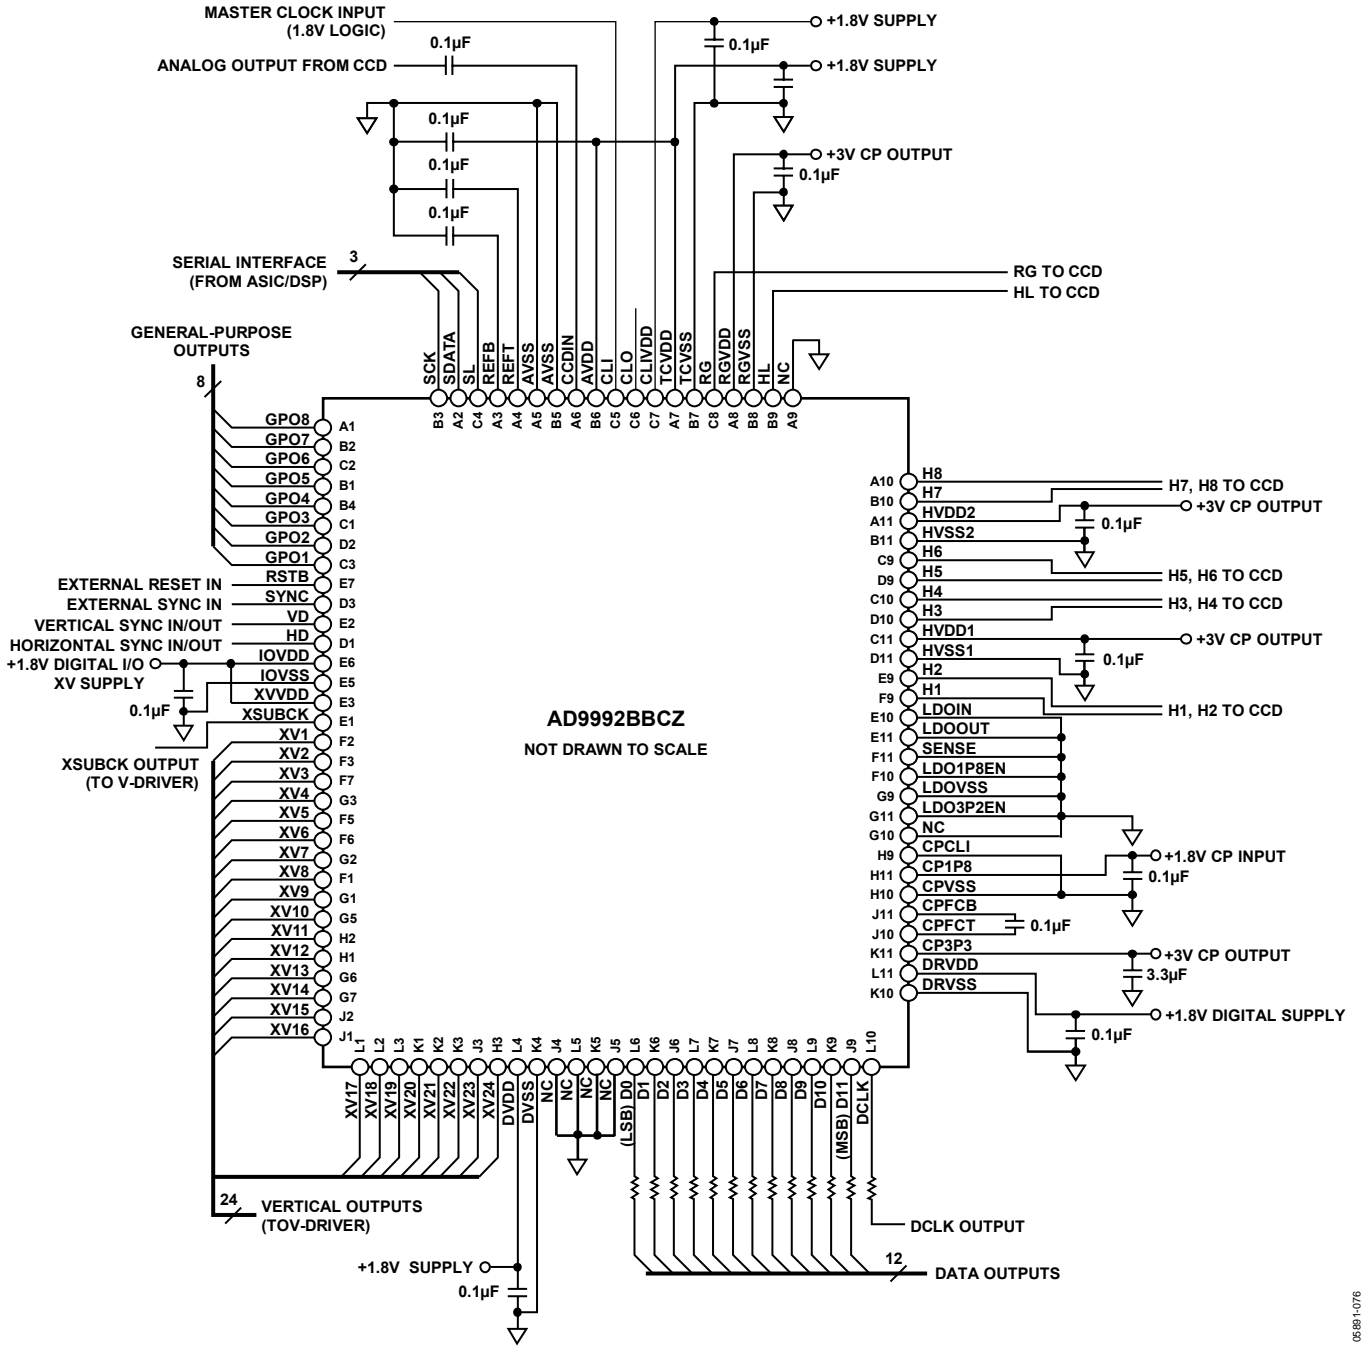 MASTER CLOCK INPUT
(1.8V LOGIC)
0.1µF
ANALOG OUTPUT FROM CCD
+1.8V SUPPLY
0.1µF
+1.8V SUPPLY
0.1µF
+3V CP OUTPUT
0.1µF
0.1µF
0.1µF
SERIAL INTERFACE
(FROM ASIC/DSP)
3
RG TO CCD
HL TO CCD
GENERAL-PURPOSE
OUTPUTS
8
SCK
SDATA
SL
REFB
REFT
AVSS
AVSS
CCDIN
AVDD
CLI
CLO
CLIVDD
TCVDD
TCVSS
RG
RGVDD
RGVSS
HL
NC
B3
A2
C4
A3
A4
A5
B5
A6
B6
C5
C6
C7
A7
B7
C8
A8
B8
B9
A9
GPO8 A1
GPO7 B2
GPO6 C2
GPO5 B1
GPO4 B4
GPO3 C1
GPO2 D2
GPO1 C3
EXTERNAL RESET IN RSTB E7
EXTERNAL SYNC IN SYNC D3
VERTICAL SYNC IN/OUT VD E2
HORIZONTAL SYNC IN/OUT HD D1
+1.8V DIGITAL I/O
XV SUPPLY
IOVDD E6
IOVSS E5
XVVDD E3
0.1µF
XSUBCK E1
XSUBCK OUTPUT
(TO V-DRIVER)
XV1 F2
XV2 F3
XV3 F7
XV4 G3
XV5 F5
XV6 F6
XV7 G2
XV8 F1
XV9 G1
XV10 G5
XV11 H2
XV12 H1
XV13 G6
XV14 G7
XV15 J2
XV16 J1
AD9992BBCZ
NOT DRAWN TO SCALE
A10 H8
B10 H7
H7, H8 TO CCD
A11 HVDD2
+3V CP OUTPUT
0.1µF
B11 HVSS2
C9 H6
D9 H5
H5, H6 TO CCD
C10 H4
D10 H3
H3, H4 TO CCD
C11 HVDD1
+3V CP OUTPUT
0.1µF
D11 HVSS1
E9 H2
F9 H1
H1, H2 TO CCD
E10 LDOIN
E11 LDOOUT
F11 SENSE
F10 LDO1P8EN
G9 LDOVSS
G11 LDO3P2EN
G10 NC
H9 CPCLI
+1.8V CP INPUT
H11 CP1P8
0.1µF
H10 CPVSS
J11 CPFCB
0.1µF
J10 CPFCT
K11 CP3P3
+3V CP OUTPUT
3.3µF
L11 DRVDD
K10 DRVSS
+1.8V DIGITAL SUPPLY
0.1µF
L1
L2
L3
K1
K2
K3
J3
H3
L4
K4
J4
L5
K5
J5
L6
K6
J6
L7
K7
J7
L8
K8
J8
L9
K9
J9
L10
XV17
XV18
XV19
XV20
XV21
XV22
XV23
XV24
DVDD
DVSS
NC
NC
NC
NC
(LSB) D0
D1
D2
D3
D4
D5
D6
D7
D8
D9
D10
(MSB) D11
DCLK
24
VERTICAL OUTPUTS
(TOV-DRIVER)
DCLK OUTPUT
+1.8V SUPPLY
0.1µF
12
DATA OUTPUTS
05891-076